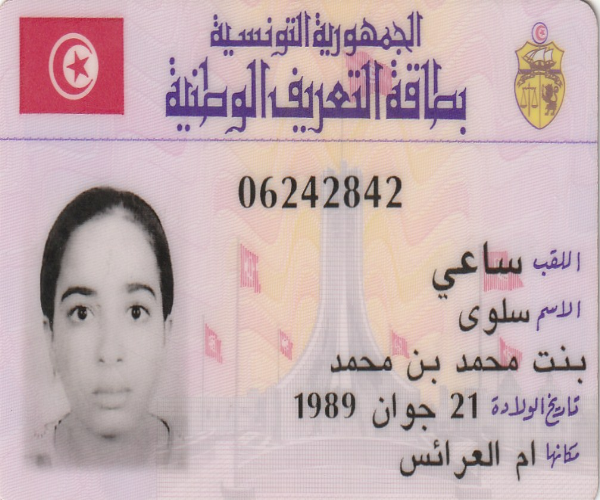 الجمهورية التونسية
بطاقة التعريف الوطنية
06242842
اللقب ساعي
الاسم سلوى
بنت محمد بن محمد
تاريخ الولادة 21 جوان 1989
مكانها ام العرائس